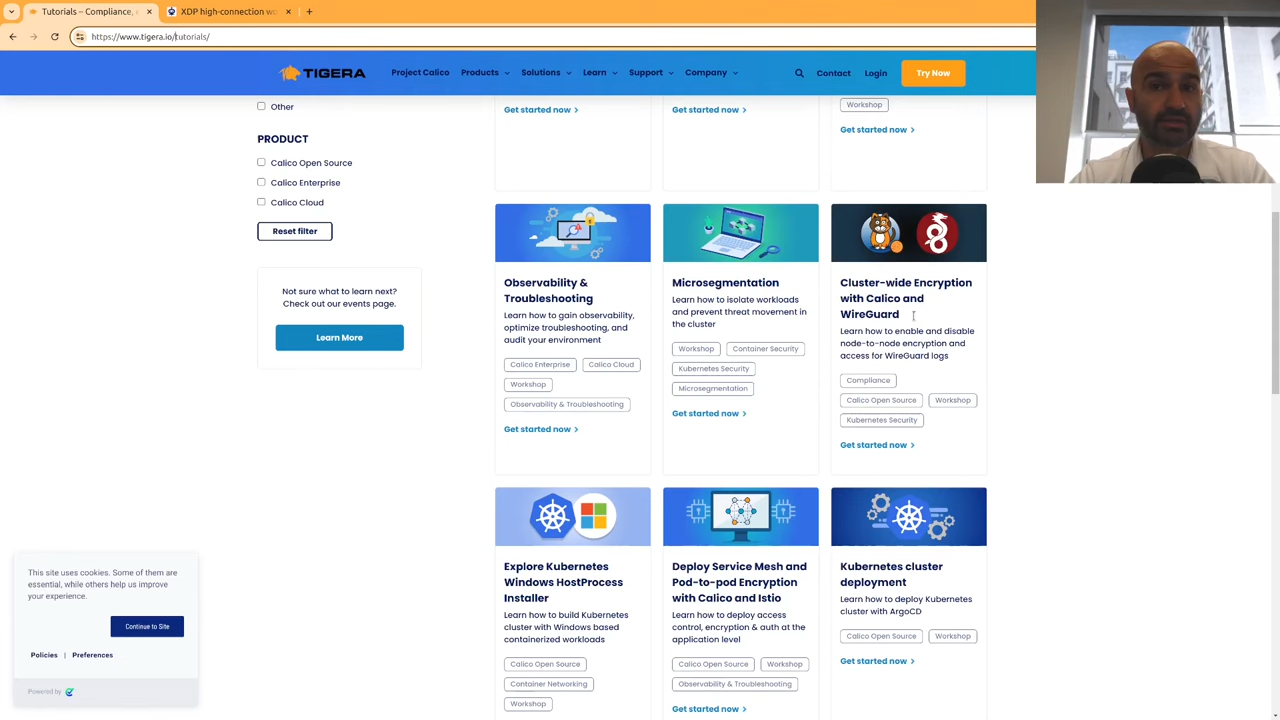 Tutorials – Compliance,
XDP high-connection wo
https://www.tigera.io/tutorials/
TIGERA
Project Calico
Products
Solutions
Learn
Support
Company
Contact
Login
Try Now
Other
PRODUCT
Calico Open Source
Calico Enterprise
Calico Cloud
Reset filter
Not sure what to learn next?
Check out our events page.
Learn More
Get started now
Get started now
Workshop
Get started now
Observability &
Troubleshooting
Learn how to gain observability,
optimize troubleshooting, and
audit your environment
Calico Enterprise
Calico Cloud
Workshop
Observability & Troubleshooting
Get started now
Microsegmentation
Learn how to isolate workloads
and prevent threat movement in
the cluster
Workshop
Container Security
Kubernetes Security
Microsegmentation
Get started now
Cluster-wide Encryption
with Calico and
WireGuard
Learn how to enable and disable
node-to-node encryption and
access for WireGuard logs
Compliance
Calico Open Source
Workshop
Kubernetes Security
Get started now
Explore Kubernetes
Windows HostProcess
Installer
Learn how to build Kubernetes
cluster with Windows based
containerized workloads
Calico Open Source
Container Networking
Workshop
Deploy Service Mesh and
Pod-to-pod Encryption
with Calico and Istio
Learn how to deploy access
control, encryption & auth at the
application level
Calico Open Source
Workshop
Observability & Troubleshooting
Get started now
Kubernetes cluster
deployment
Learn how to deploy Kubernetes
cluster with ArgoCD
Calico Open Source
Workshop
Get started now
This site uses cookies. Some of them are
essential, while others help us improve
your experience.
Continue to Site
Policies | Preferences
Powered by